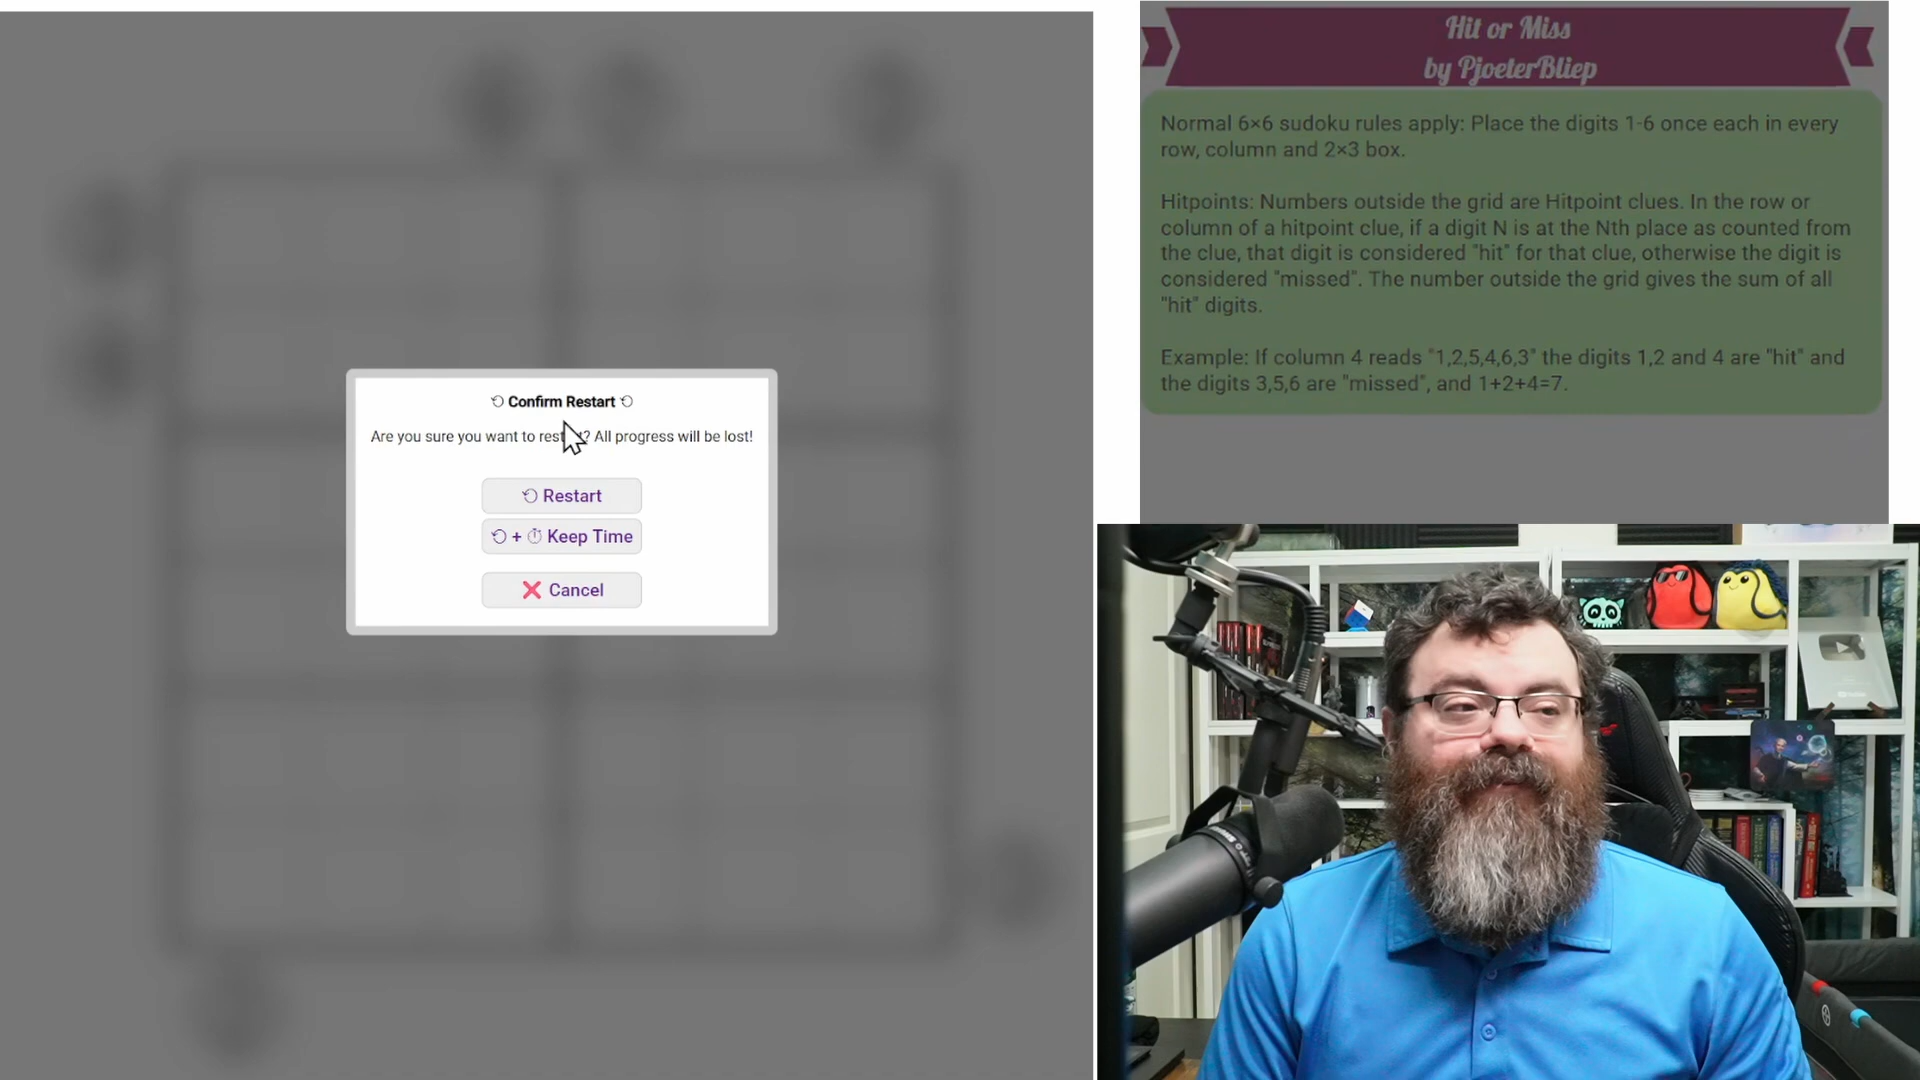 Hit or Miss
by PjoeterBliep
Normal 6×6 sudoku rules apply: Place the digits 1-6 once each in every
row, column and 2×3 box.
Hitpoints: Numbers outside the grid are Hitpoint clues. In the row or
column of a hitpoint clue, if a digit N is at the Nth place as counted from
the clue, that digit is considered "hit" for that clue, otherwise the digit is
considered "missed". The number outside the grid gives the sum of all
"hit" digits.
Example: If column 4 reads "1,2,5,4,6,3" the digits 1,2 and 4 are "hit" and
the digits 3,5,6 are "missed", and 1+2+4=7.
Confirm Restart
Are you sure you want to restart? All progress will be lost!
Restart
+ Keep Time
Cancel